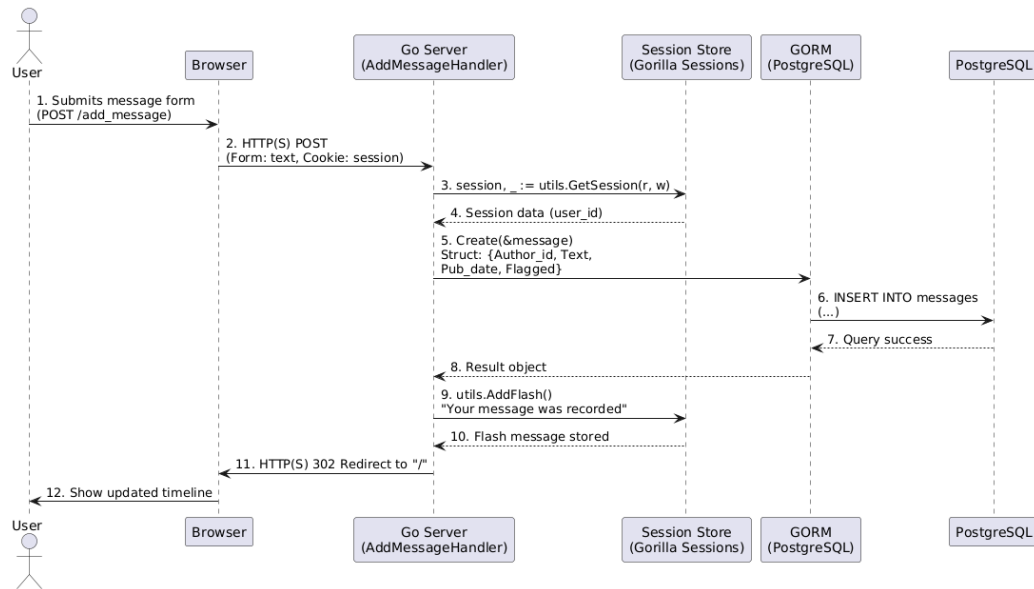 User
Browser
Go Server
(AddMessageHandler)
Session Store
(Gorilla Sessions)
GORM
(PostgreSQL)
PostgreSQL
1. Submits message form
(POST /add_message)
2. HTTP(S) POST
(Form: text, Cookie: session)
3. session, _ := utils.GetSession(r, w)
4. Session data (user_id)
5. Create(&message)
Struct: {Author_id, Text,
Pub_date, Flagged}
6. INSERT INTO messages
(...)
7. Query success
8. Result object
9. utils.AddFlash()
"Your message was recorded"
10. Flash message stored
11. HTTP(S) 302 Redirect to "/"
12. Show updated timeline
User
Browser
Go Server
(AddMessageHandler)
Session Store
(Gorilla Sessions)
GORM
(PostgreSQL)
PostgreSQL